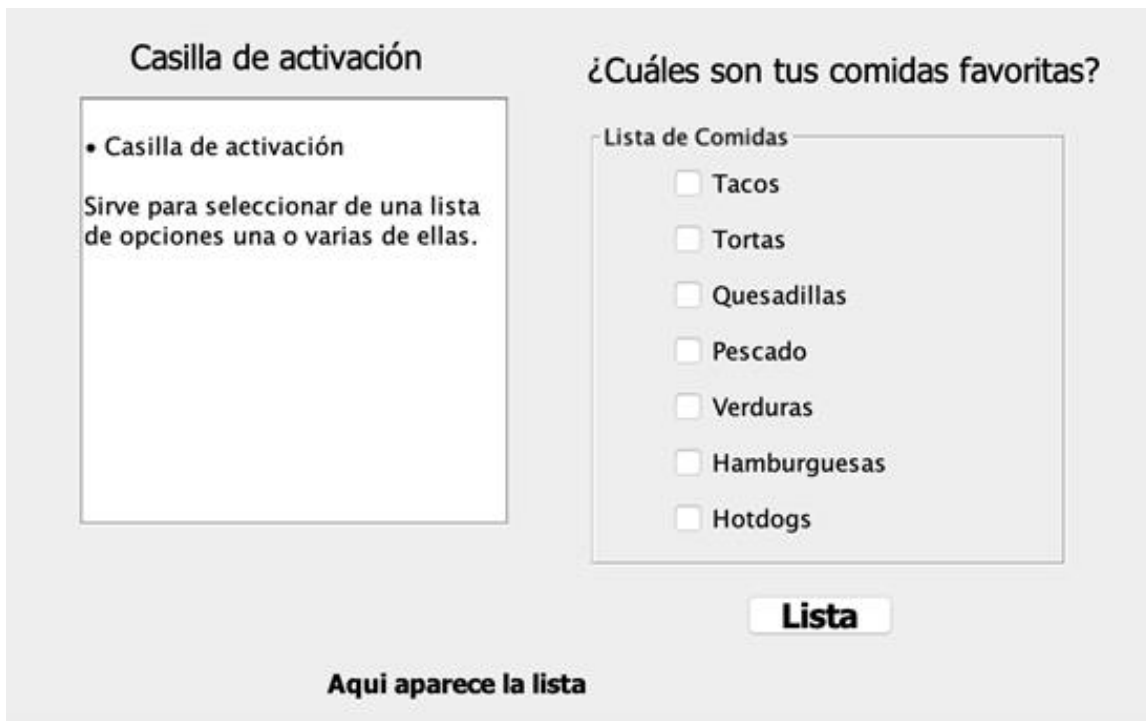 Casilla de activación
• Casilla de activación
Sirve para seleccionar de una lista
de opciones una o varias de ellas.
¿Cuáles son tus comidas favoritas?
Lista de Comidas
Tacos
Tortas
Quesadillas
Pescado
Verduras
Hamburguesas
Hotdogs
Lista
Aqui aparece la lista